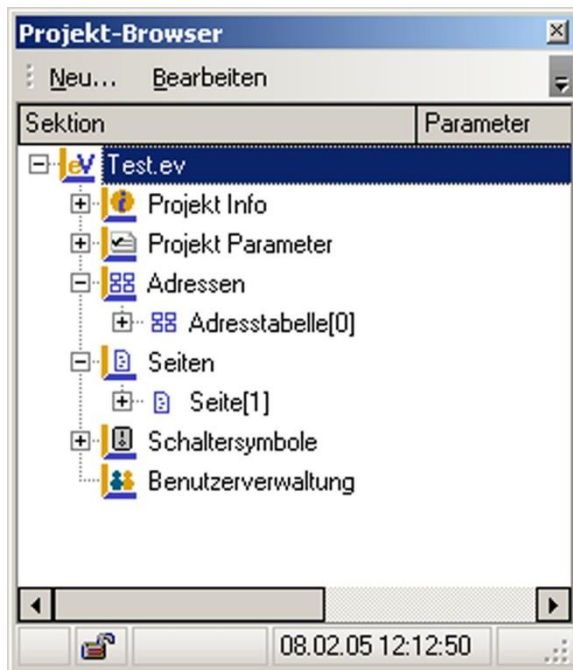 Projekt-Browser
Neu... Bearbeiten
Sektion Parameter
eV Test.ev
Projekt Info
Projekt Parameter
Adressen
Adresstabelle[0]
Seiten
Seite[1]
Schaltersymbole
Benutzerverwaltung
08.02.05 12:12:50